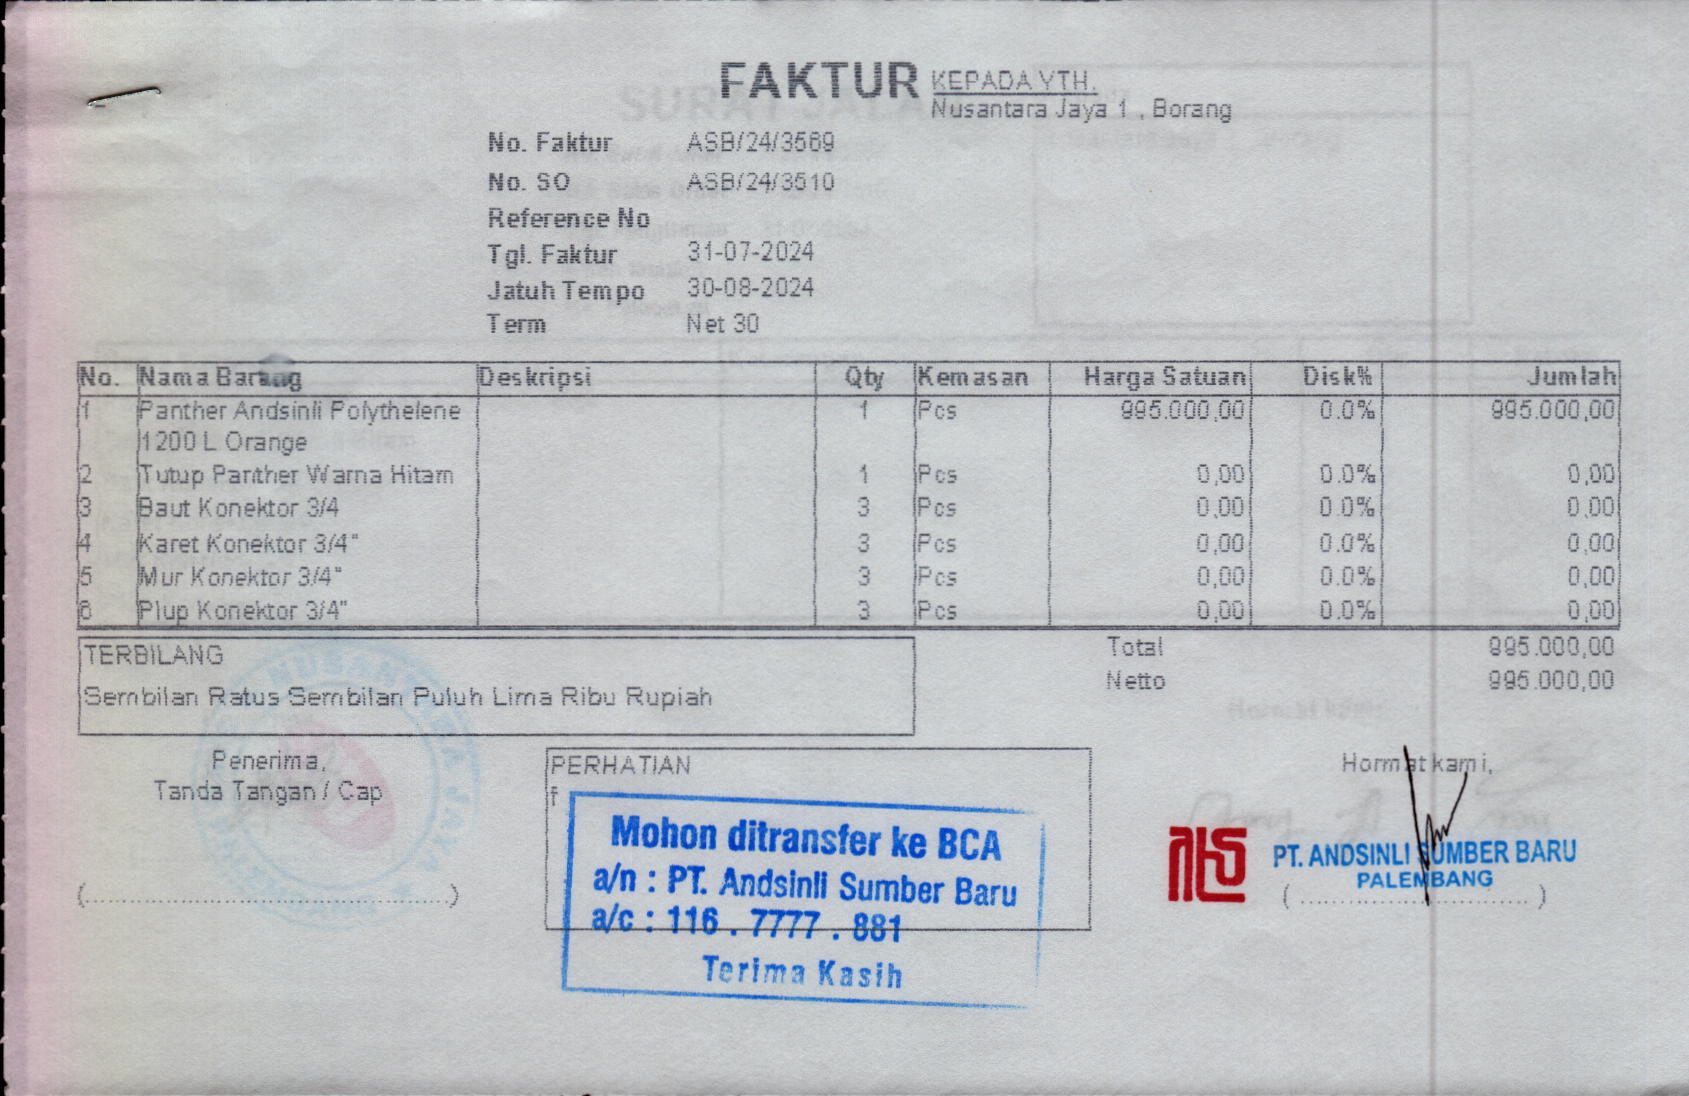 FAKTUR
KEPADA YTH.
Nusantara Jaya 1 , Borang
No. Faktur ASB/24/3569
No. SO ASB/24/3510
Reference No
Tgl. Faktur 31-07-2024
Jatuh Tempo 30-08-2024
Term Net 30
No. Nama Barang Deskripsi Qty Kemasan Harga Satuan Disk% Jumlah
1 Panther Andsinli Polythelene 1 Pcs 995.000,00 0.0% 995.000,00
1200 L Orange
2 Tutup Panther Warna Hitam 1 Pcs 0,00 0.0% 0,00
3 Baut Konektor 3/4 3 Pcs 0,00 0.0% 0,00
4 Karet Konektor 3/4" 3 Pcs 0,00 0.0% 0,00
5 Mur Konektor 3/4" 3 Pcs 0,00 0.0% 0,00
6 Plup Konektor 3/4" 3 Pcs 0,00 0.0% 0,00
TERBILANG
Sembilan Ratus Sembilan Puluh Lima Ribu Rupiah
Total 995.000,00
Netto 995.000,00
Penerima,
Tanda Tangan / Cap
(..................................................)
PERHATIAN
f
Mohon ditransfer ke BCA
a/n : PT. Andsinli Sumber Baru
a/c : 116 . 7777 . 881
Terima Kasih
Hormat kami,
PT. ANDSINLI SUMBER BARU
PALEMBANG
( ............................... )